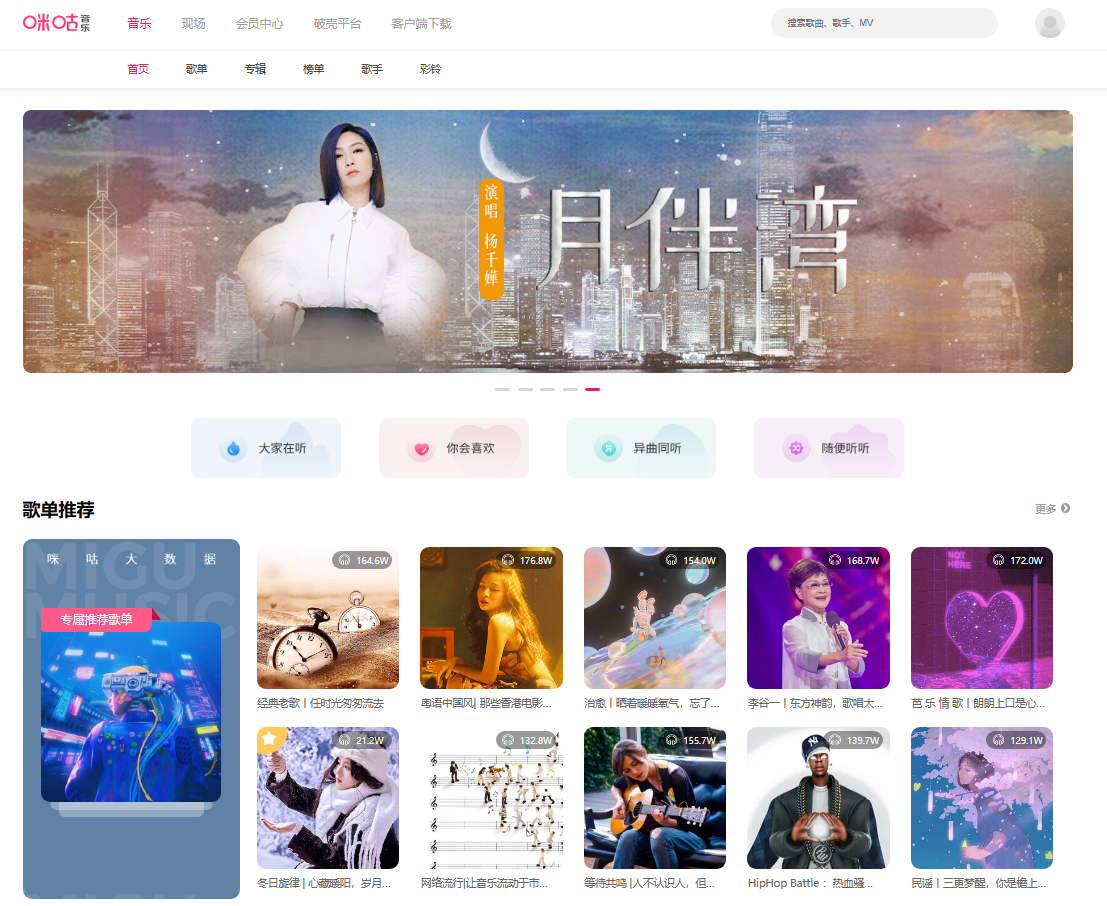 咪咕音乐
音乐 现场 会员中心 破壳平台 客户端下载
搜索歌曲、歌手、MV
首页 歌单 专辑 榜单 歌手 彩铃
演唱 杨千嬅
月伴湾
大家在听 你会喜欢 异曲同听 随便听听
歌单推荐
更多
咪咕大数据
MIGU
MUSIC
专属推荐歌单
164.6W 176.8W 154.0W 168.7W 172.0W
NOT
HERE
经典老歌丨任时光匆匆流去 粤语中国风| 那些香港电影... 治愈丨晒着暖暖氧气，忘了... 李谷一丨东方神韵，歌唱太... 芭 乐 情 歌丨朗朗上口是心...
21.2W 132.8W 155.7W 139.7W 129.1W
冬日旋律 | 心藏暖阳，岁月... 网络流行|让音乐流动于市... 等待共鸣 |人不认识人，但... HipHop Battle： 热血骚... 民谣丨三更梦醒，你是檐上...